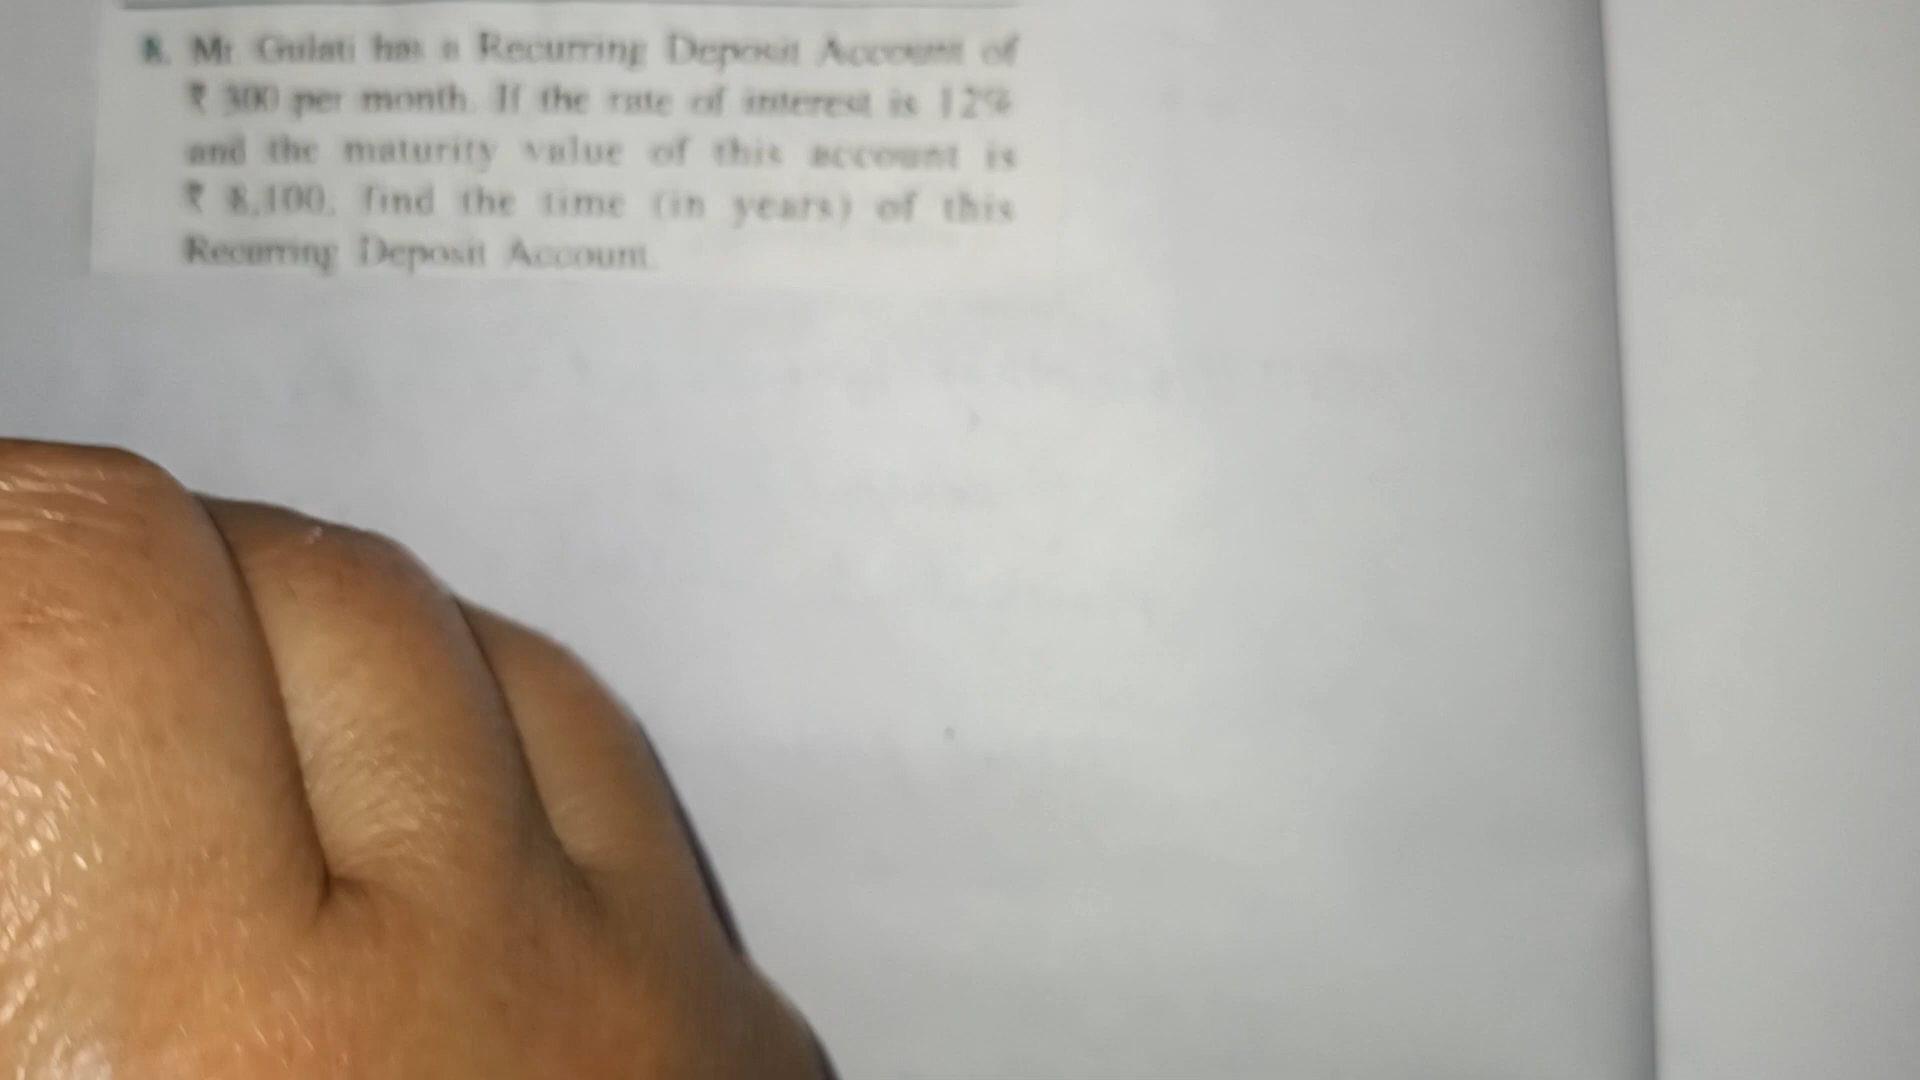 8. Mr. Gulati has a Recurring Deposit Account of
₹ 300 per month. If the rate of interest is 12%
and the maturity value of this account is
₹ 8,100, find the time (in years) of this
Recurring Deposit Account.